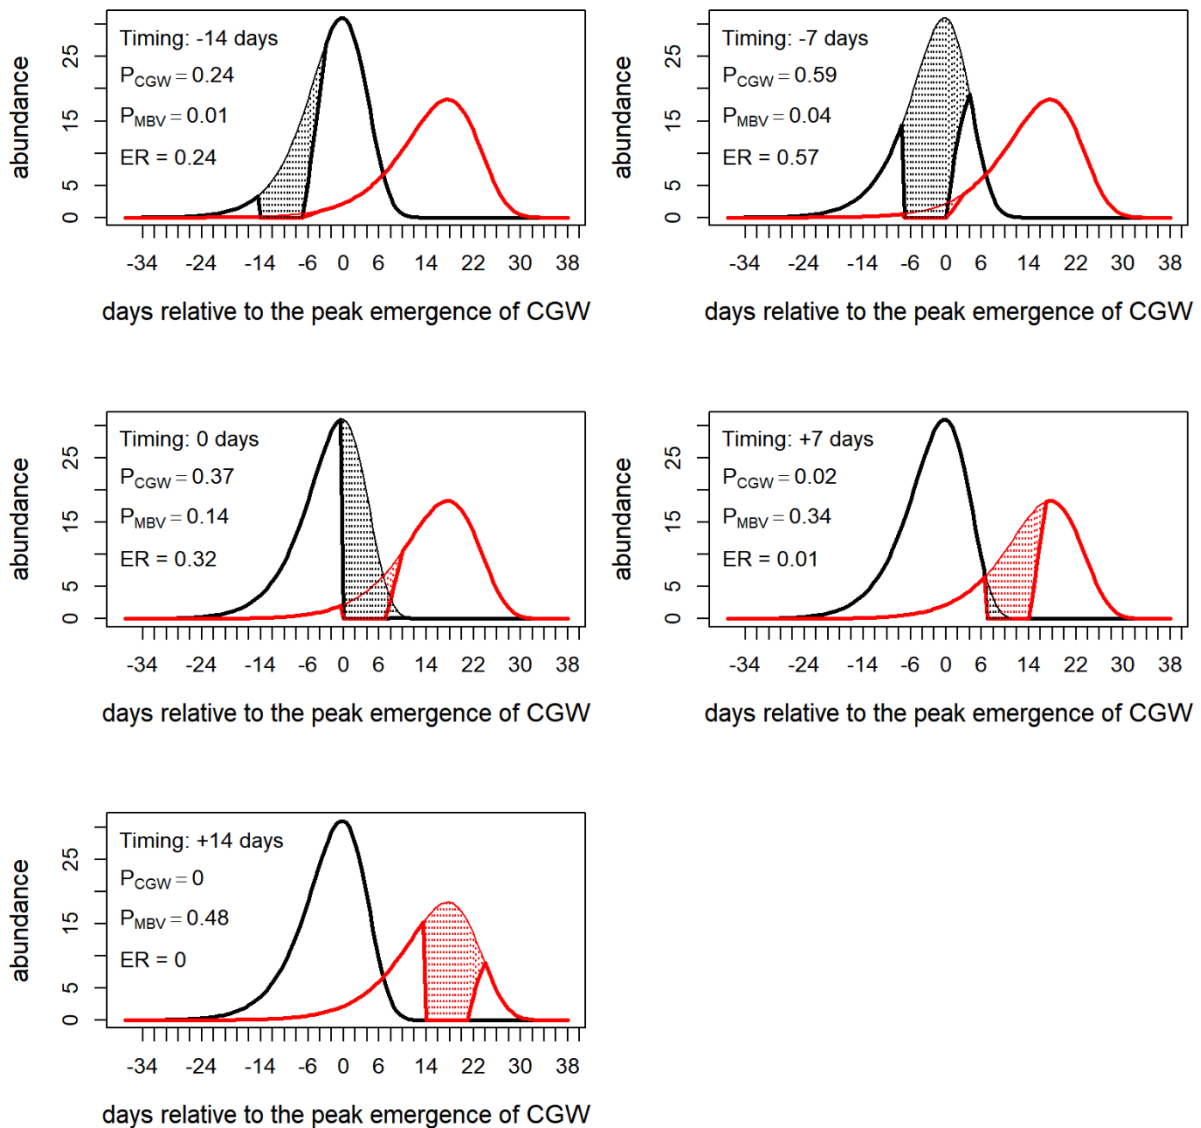 abundance
25
15
5
0
Timing: -14 days
P_CGW = 0.24
P_MBV = 0.01
ER = 0.24
-34 -24 -14 -6 0 6 14 22 30 38
days relative to the peak emergence of CGW
abundance
25
15
5
0
Timing: -7 days
P_CGW = 0.59
P_MBV = 0.04
ER = 0.57
-34 -24 -14 -6 0 6 14 22 30 38
days relative to the peak emergence of CGW
abundance
25
15
5
0
Timing: 0 days
P_CGW = 0.37
P_MBV = 0.14
ER = 0.32
-34 -24 -14 -6 0 6 14 22 30 38
days relative to the peak emergence of CGW
abundance
25
15
5
0
Timing: +7 days
P_CGW = 0.02
P_MBV = 0.34
ER = 0.01
-34 -24 -14 -6 0 6 14 22 30 38
days relative to the peak emergence of CGW
abundance
25
15
5
0
Timing: +14 days
P_CGW = 0
P_MBV = 0.48
ER = 0
-34 -24 -14 -6 0 6 14 22 30 38
days relative to the peak emergence of CGW